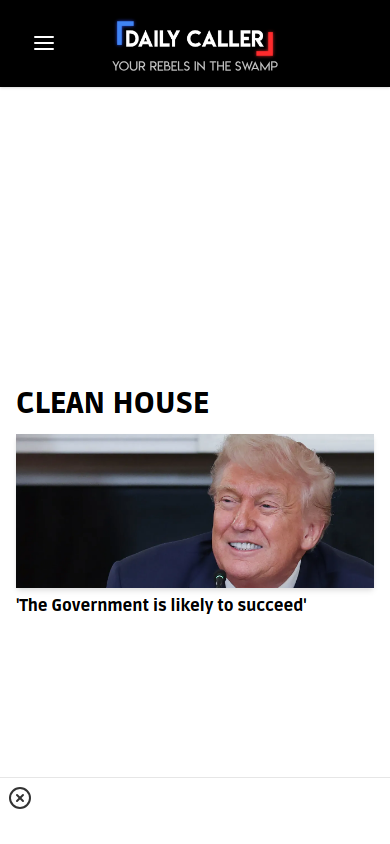 DAILY CALLER
YOUR REBELS IN THE SWAMP
CLEAN HOUSE
'The Government is likely to succeed'